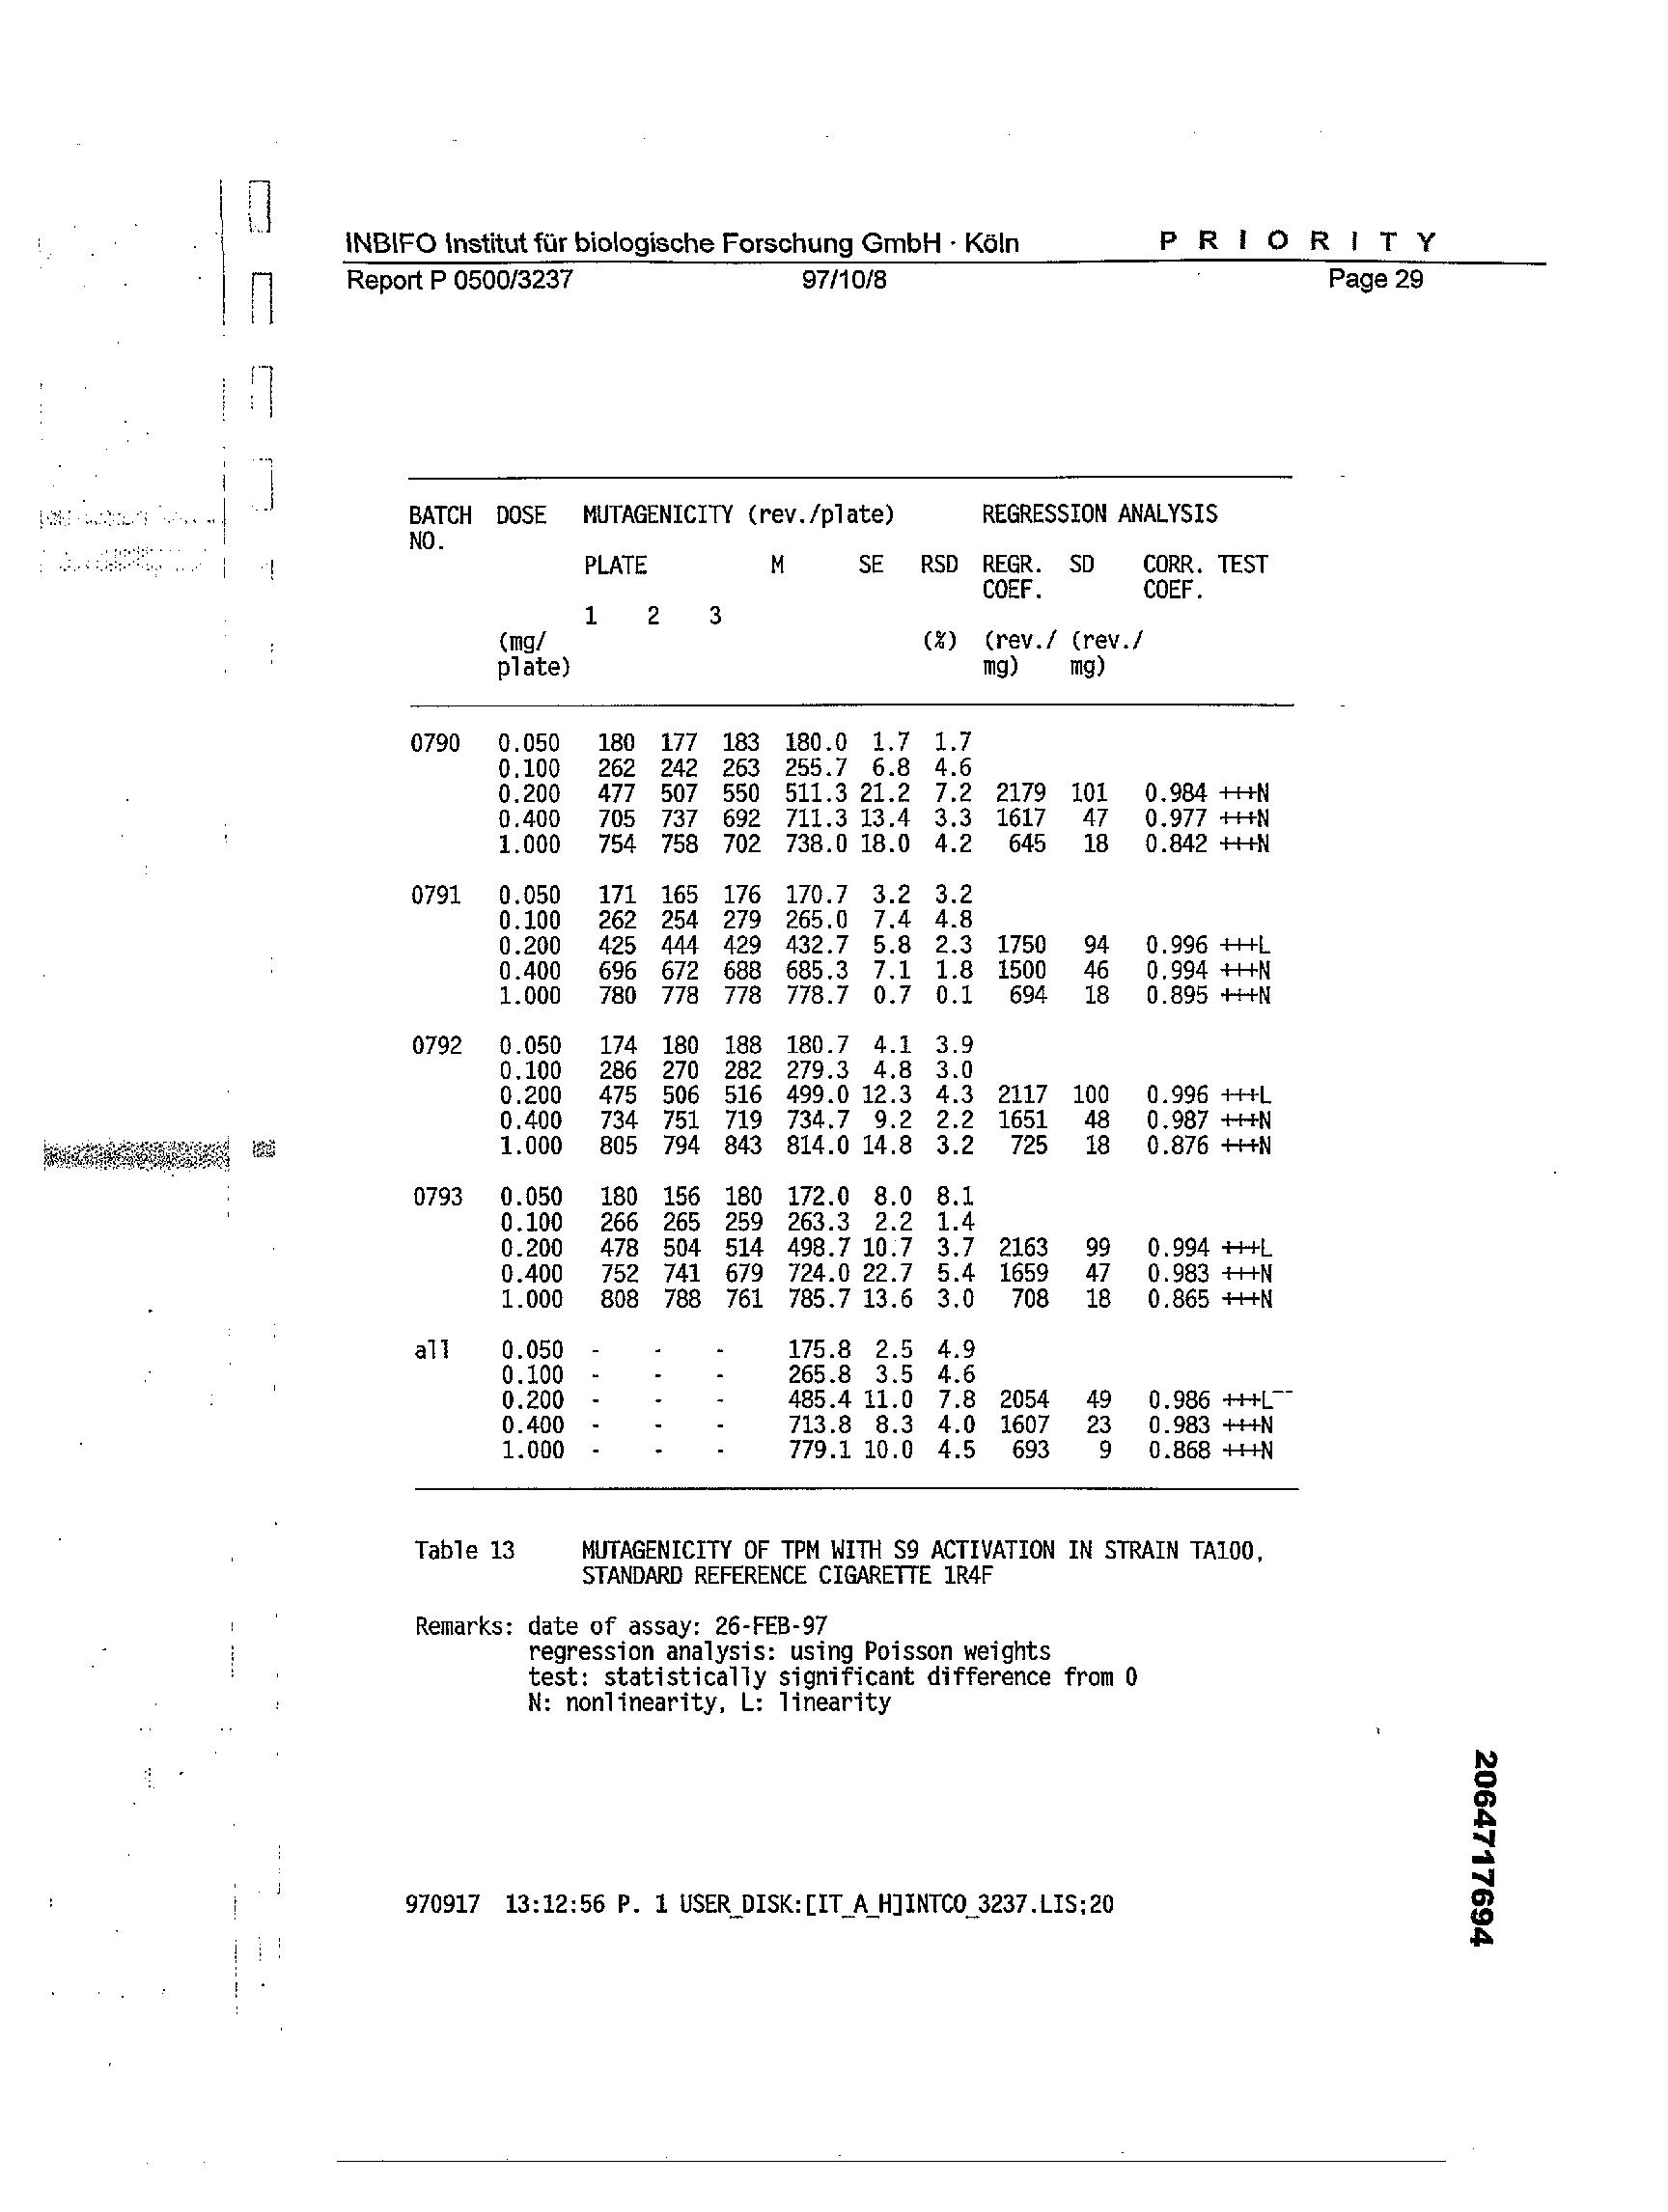 INBIFO Institut für biologische Forschung GmbH · Köln P R I O R I T Y
Report P 0500/3237 97/10/8 Page 29
BATCH DOSE MUTAGENICITY (rev./plate) REGRESSION ANALYSIS
NO.
PLATE M SE RSD REGR. SD CORR. TEST
COEF. COEF.
1 2 3
(mg/ (%) (rev./ (rev./
plate) mg) mg)
0790 0.050 180 177 183 180.0 1.7 1.7
0.100 262 242 263 255.7 6.8 4.6
0.200 477 507 550 511.3 21.2 7.2 2179 101 0.984 +++N
0.400 705 737 692 711.3 13.4 3.3 1617 47 0.977 +++N
1.000 754 758 702 738.0 18.0 4.2 645 18 0.842 +++N
0791 0.050 171 165 176 170.7 3.2 3.2
0.100 262 254 279 265.0 7.4 4.8
0.200 425 444 429 432.7 5.8 2.3 1750 94 0.996 +++L
0.400 696 672 688 685.3 7.1 1.8 1500 46 0.994 +++N
1.000 780 778 778 778.7 0.7 0.1 694 18 0.895 +++N
0792 0.050 174 180 188 180.7 4.1 3.9
0.100 286 270 282 279.3 4.8 3.0
0.200 475 506 516 499.0 12.3 4.3 2117 100 0.996 +++L
0.400 734 751 719 734.7 9.2 2.2 1651 48 0.987 +++N
1.000 805 794 843 814.0 14.8 3.2 725 18 0.876 +++N
0793 0.050 180 156 180 172.0 8.0 8.1
0.100 266 265 259 263.3 2.2 1.4
0.200 478 504 514 498.7 10.7 3.7 2163 99 0.994 +++L
0.400 752 741 679 724.0 22.7 5.4 1659 47 0.983 +++N
1.000 808 788 761 785.7 13.6 3.0 708 18 0.865 +++N
all 0.050 - - - 175.8 2.5 4.9
0.100 - - - 265.8 3.5 4.6
0.200 - - - 485.4 11.0 7.8 2054 49 0.986 +++L--
0.400 - - - 713.8 8.3 4.0 1607 23 0.983 +++N
1.000 - - - 779.1 10.0 4.5 693 9 0.868 +++N
Table 13 MUTAGENICITY OF TPM WITH S9 ACTIVATION IN STRAIN TA100,
STANDARD REFERENCE CIGARETTE 1R4F
Remarks: date of assay: 26-FEB-97
regression analysis: using Poisson weights
test: statistically significant difference from 0
N: nonlinearity, L: linearity
2064717694
970917 13:12:56 P. 1 USER_DISK:[IT_A_H]INTCO_3237.LIS;20